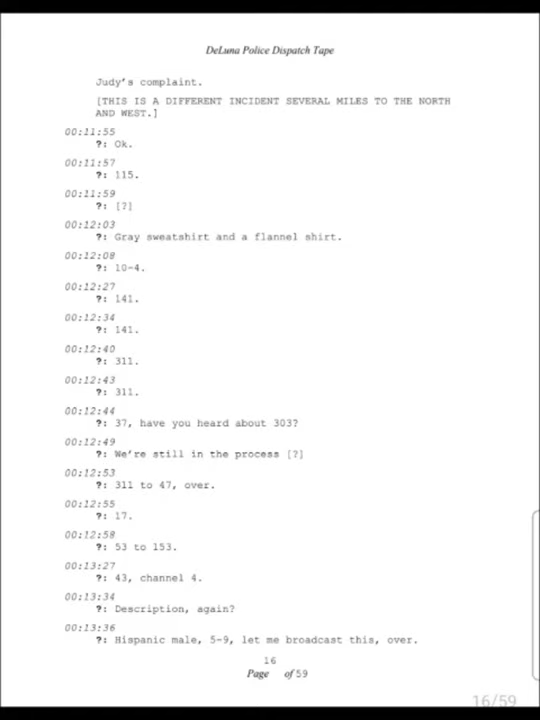 DeLuna Police Dispatch Tape
Judy's complaint.
[THIS IS A DIFFERENT INCIDENT SEVERAL MILES TO THE NORTH
AND WEST.]
00:11:55
?: Ok.
00:11:57
?: 115.
00:11:59
?: [?]
00:12:03
?: Gray sweatshirt and a flannel shirt.
00:12:08
?: 10-4.
00:12:27
?: 141.
00:12:34
?: 141.
00:12:40
?: 311.
00:12:43
?: 311.
00:12:44
?: 37, have you heard about 303?
00:12:49
?: We're still in the process [?]
00:12:53
?: 311 to 47, over.
00:12:55
?: 17.
00:12:58
?: 53 to 153.
00:13:27
?: 43, channel 4.
00:13:34
?: Description, again?
00:13:36
?: Hispanic male, 5-9, let me broadcast this, over.
16
Page of 59
16/59